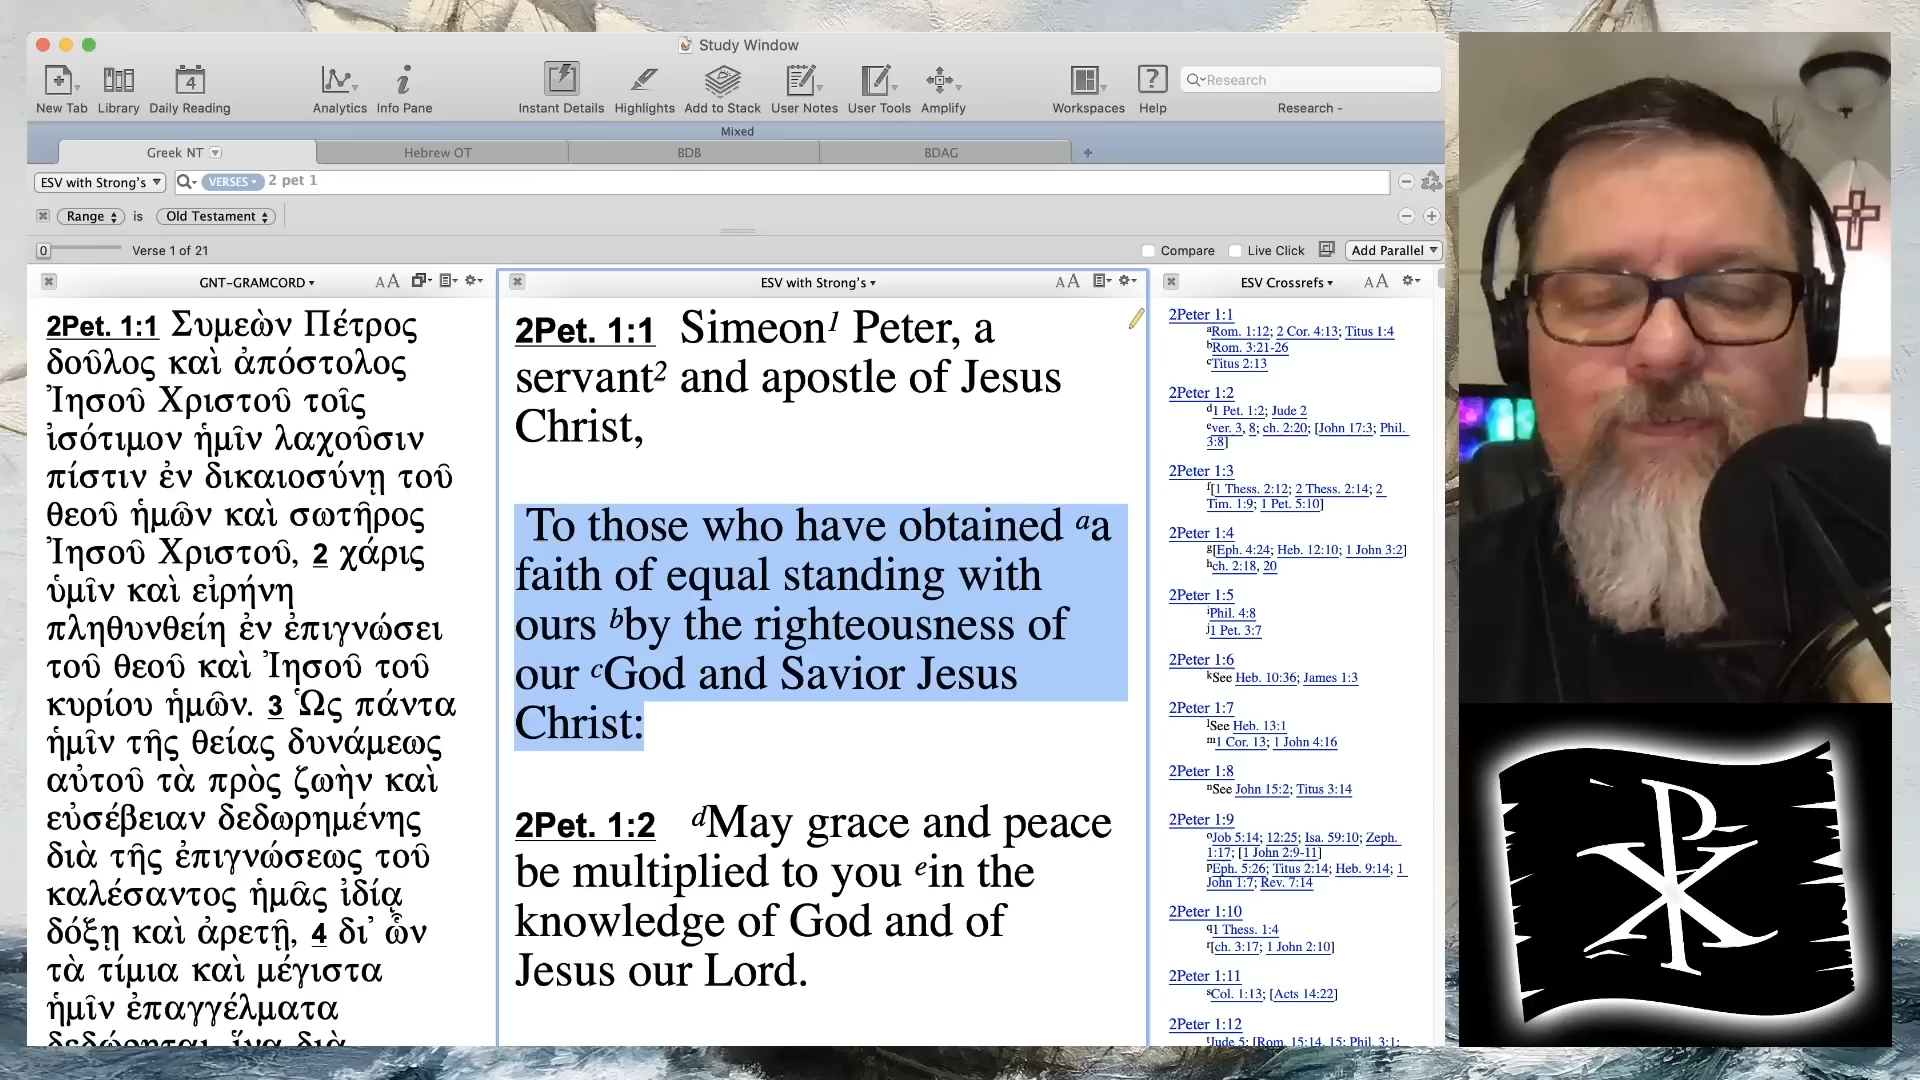 Study Window
New Tab
Library
Daily Reading
4
Analytics
Info Pane
Instant Details
Highlights
Add to Stack
User Notes
User Tools
Amplify
Workspaces
Help
Research
Research
Mixed
Greek NT
Hebrew OT
BDB
BDAG
ESV with Strong's
VERSES
2 pet 1
Range
is
Old Testament
0
Verse 1 of 21
Compare
Live Click
Add Parallel
GNT-GRAMCORD
2Pet. 1:1 Συμεὼν Πέτρος
δοῦλος καὶ ἀπόστολος
Ἰησοῦ Χριστοῦ τοῖς
ἰσότιμον ἡμῖν λαχοῦσιν
πίστιν ἐν δικαιοσύνῃ τοῦ
θεοῦ ἡμῶν καὶ σωτῆρος
Ἰησοῦ Χριστοῦ, 2 χάρις
ὑμῖν καὶ εἰρήνη
πληθυνθείη ἐν ἐπιγνώσει
τοῦ θεοῦ καὶ Ἰησοῦ τοῦ
κυρίου ἡμῶν. 3 Ὡς πάντα
ἡμῖν τῆς θείας δυνάμεως
αὐτοῦ τὰ πρὸς ζωὴν καὶ
εὐσέβειαν δεδωρημένης
διὰ τῆς ἐπιγνώσεως τοῦ
καλέσαντος ἡμᾶς ἰδίᾳ
δόξῃ καὶ ἀρετῇ, 4 δι᾽ ὧν
τὰ τίμια καὶ μέγιστα
ἡμῖν ἐπαγγέλματα
δεδώρηται, ἵνα διὰ
ESV with Strong's
2Pet. 1:1 Simeon1 Peter, a
servant2 and apostle of Jesus
Christ,
To those who have obtained aa
faith of equal standing with
ours bby the righteousness of
our cGod and Savior Jesus
Christ:
2Pet. 1:2 dMay grace and peace
be multiplied to you ein the
knowledge of God and of
Jesus our Lord.
ESV Crossrefs
2Peter 1:1
aRom. 1:12; 2 Cor. 4:13; Titus 1:4
bRom. 3:21-26
cTitus 2:13
2Peter 1:2
d1 Pet. 1:2; Jude 2
ever. 3, 8; ch. 2:20; [John 17:3; Phil.
3:8]
2Peter 1:3
f[1 Thess. 2:12; 2 Thess. 2:14; 2
Tim. 1:9; 1 Pet. 5:10]
2Peter 1:4
g[Eph. 4:24; Heb. 12:10; 1 John 3:2]
hch. 2:18, 20
2Peter 1:5
iPhil. 4:8
j1 Pet. 3:7
2Peter 1:6
kSee Heb. 10:36; James 1:3
2Peter 1:7
lSee Heb. 13:1
m1 Cor. 13; 1 John 4:16
2Peter 1:8
nSee John 15:2; Titus 3:14
2Peter 1:9
oJob 5:14; 12:25; Isa. 59:10; Zeph.
1:17; [1 John 2:9-11]
pEph. 5:26; Titus 2:14; Heb. 9:14; 1
John 1:7; Rev. 7:14
2Peter 1:10
q1 Thess. 1:4
r[ch. 3:17; 1 John 2:10]
2Peter 1:11
sCol. 1:13; [Acts 14:22]
2Peter 1:12
tJude 5; [Rom. 15:14, 15; Phil. 3:1;